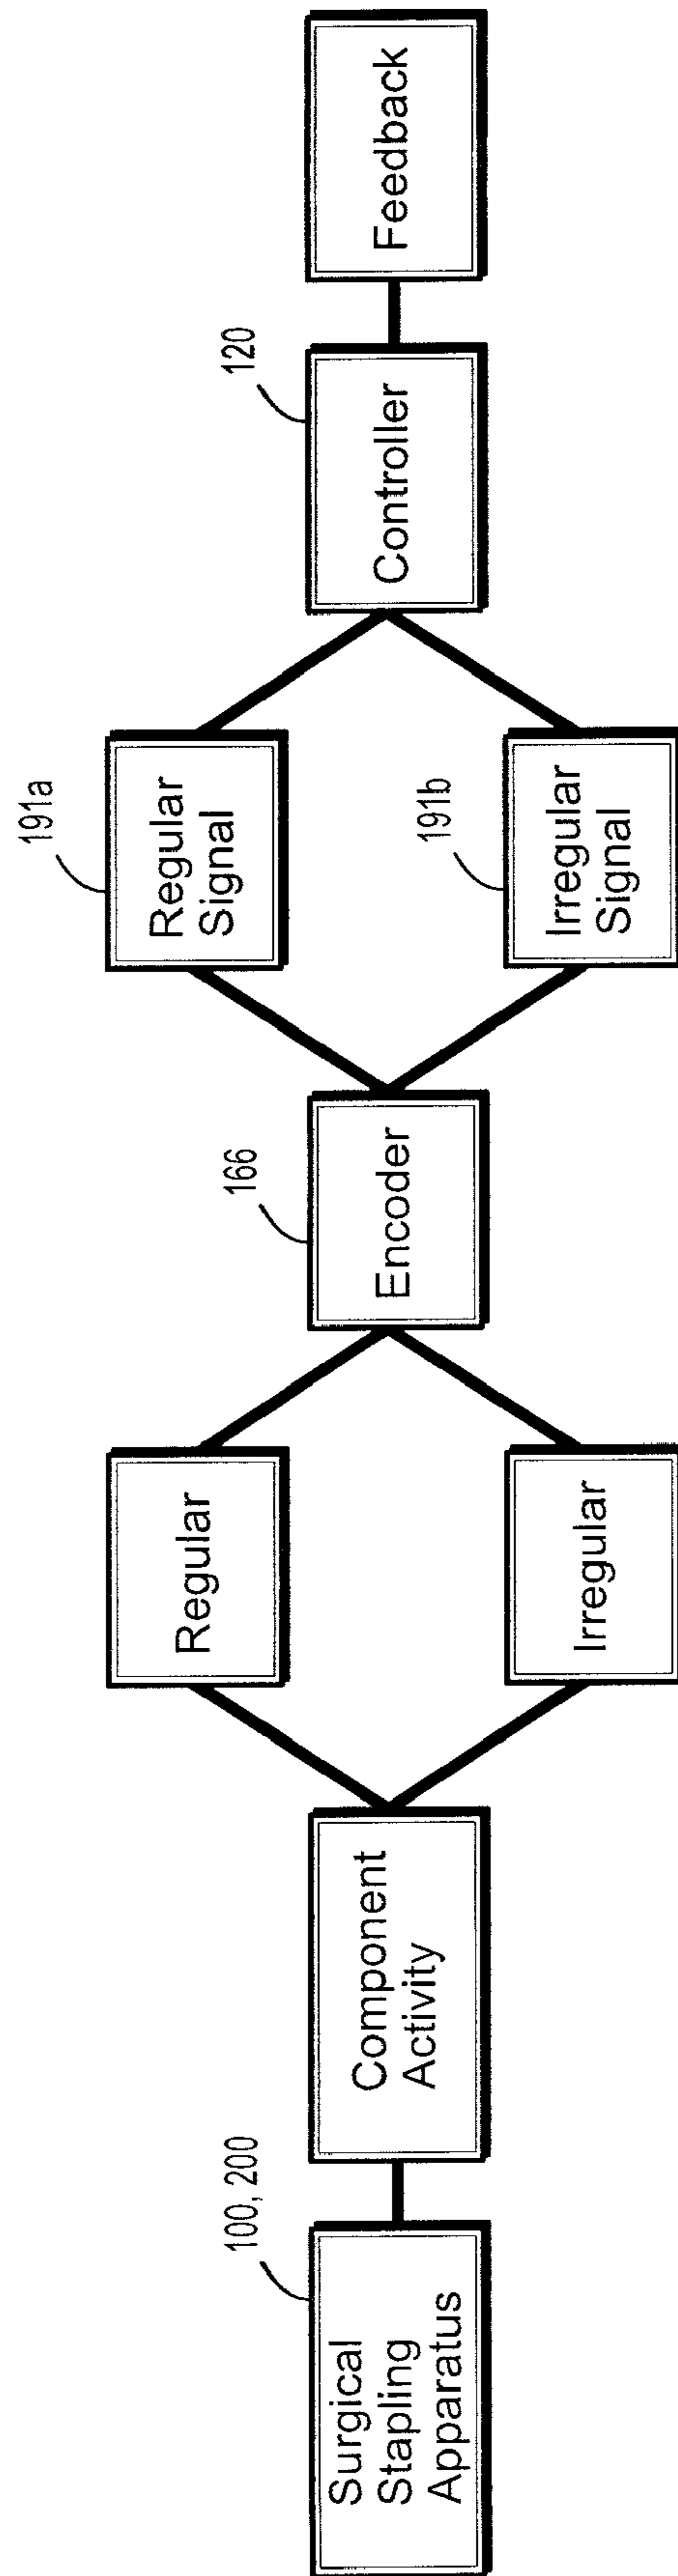 100, 200
Surgical
Stapling
Apparatus
Component
Activity
Regular
Irregular
166
Encoder
191a
Regular
Signal
191b
Irregular
Signal
120
Controller
Feedback